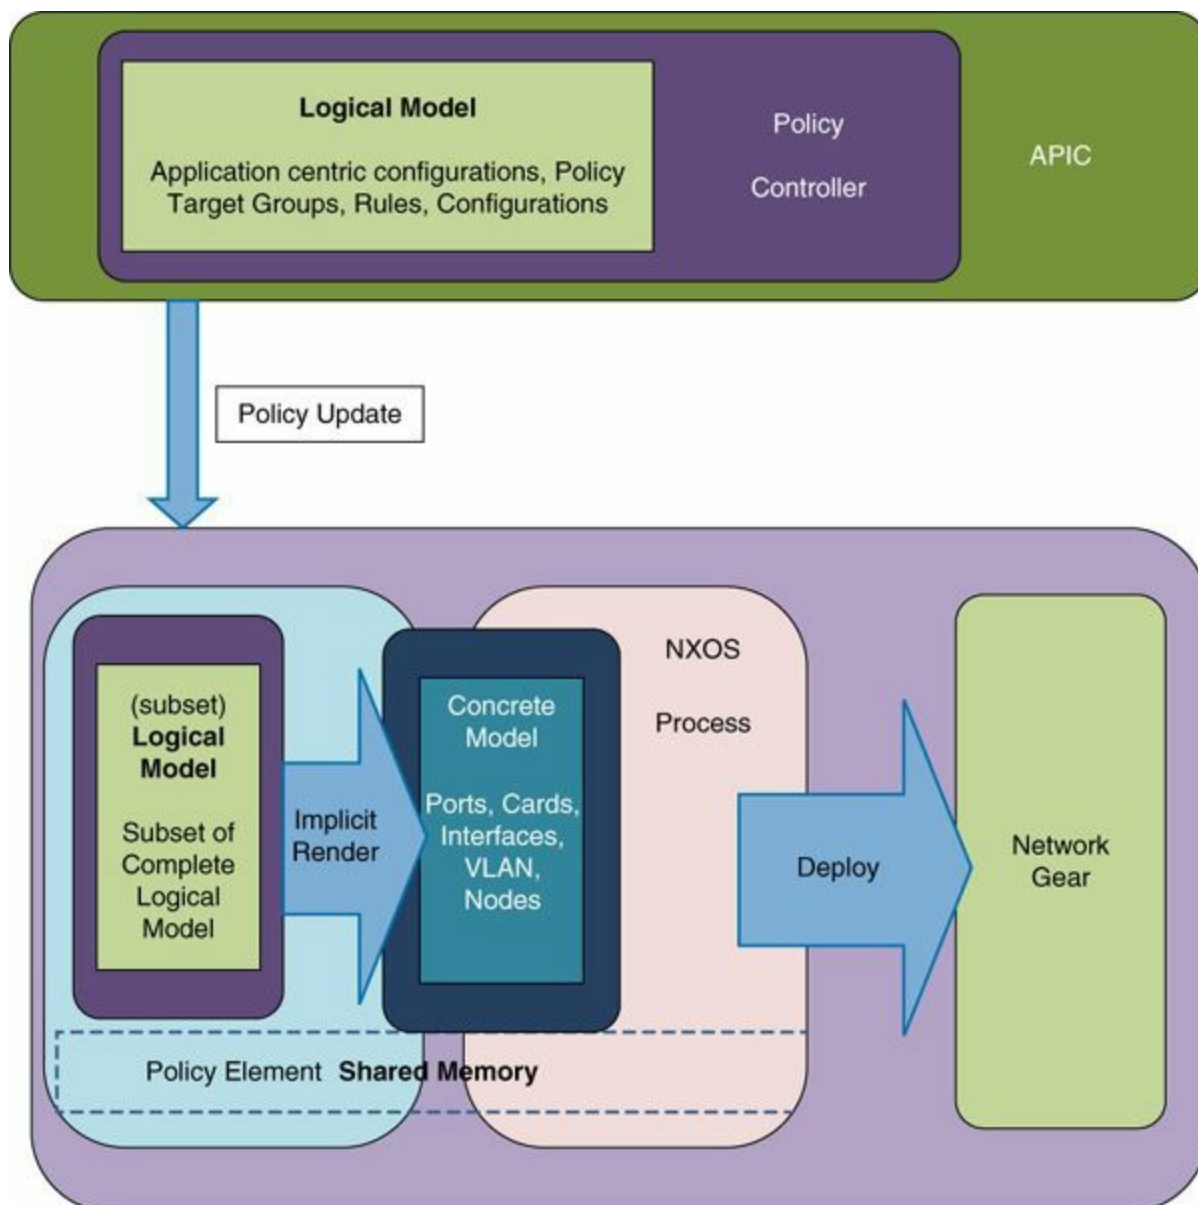 Logical Model
Application centric configurations, Policy
Target Groups, Rules, Configurations
Policy
Controller
APIC
Policy Update
(subset)
Logical
Model
Subset of
Complete
Logical
Model
Implicit
Render
Concrete
Model
Ports, Cards,
Interfaces,
VLAN,
Nodes
NXOS
Process
Deploy
Network
Gear
Policy Element Shared Memory